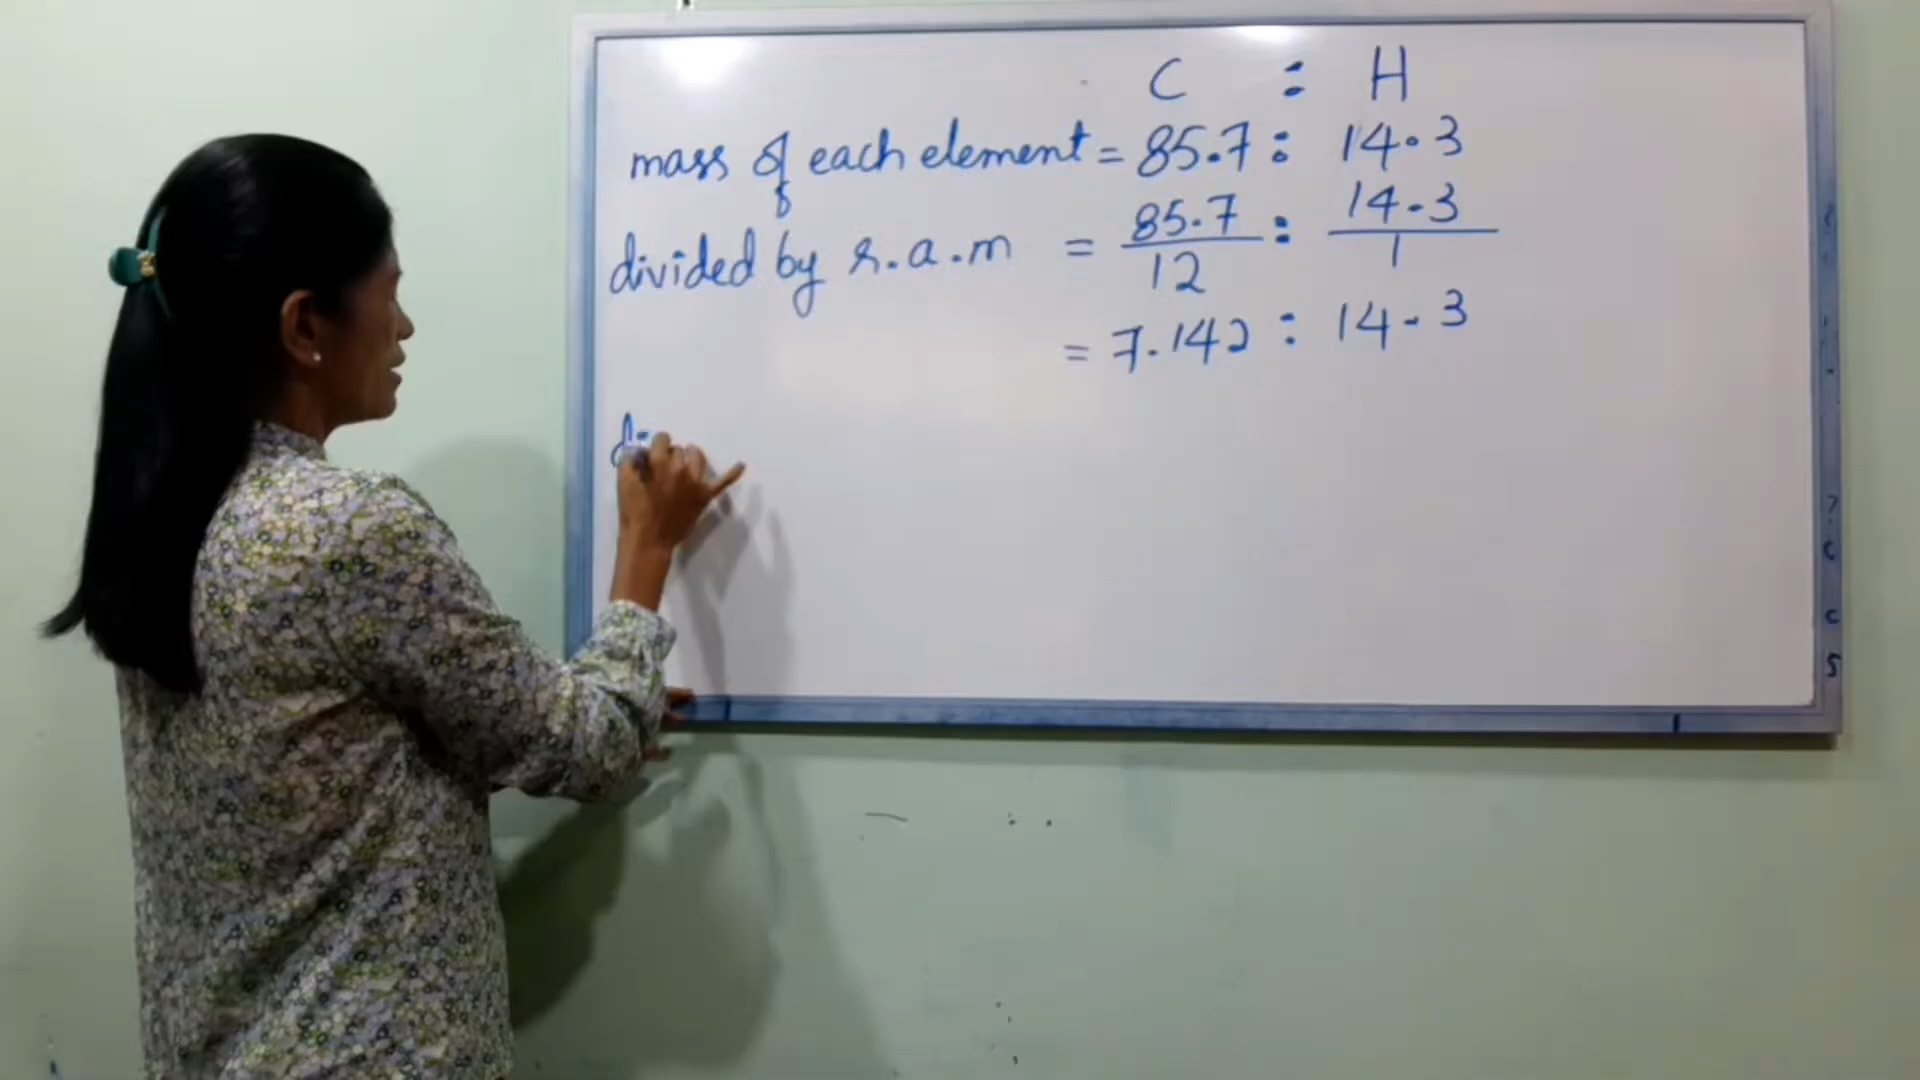 C : H
mass of each element = 85.7 : 14.3
divided by r.a.m = 85.7/12 : 14.3/1
= 7.142 : 14.3
di